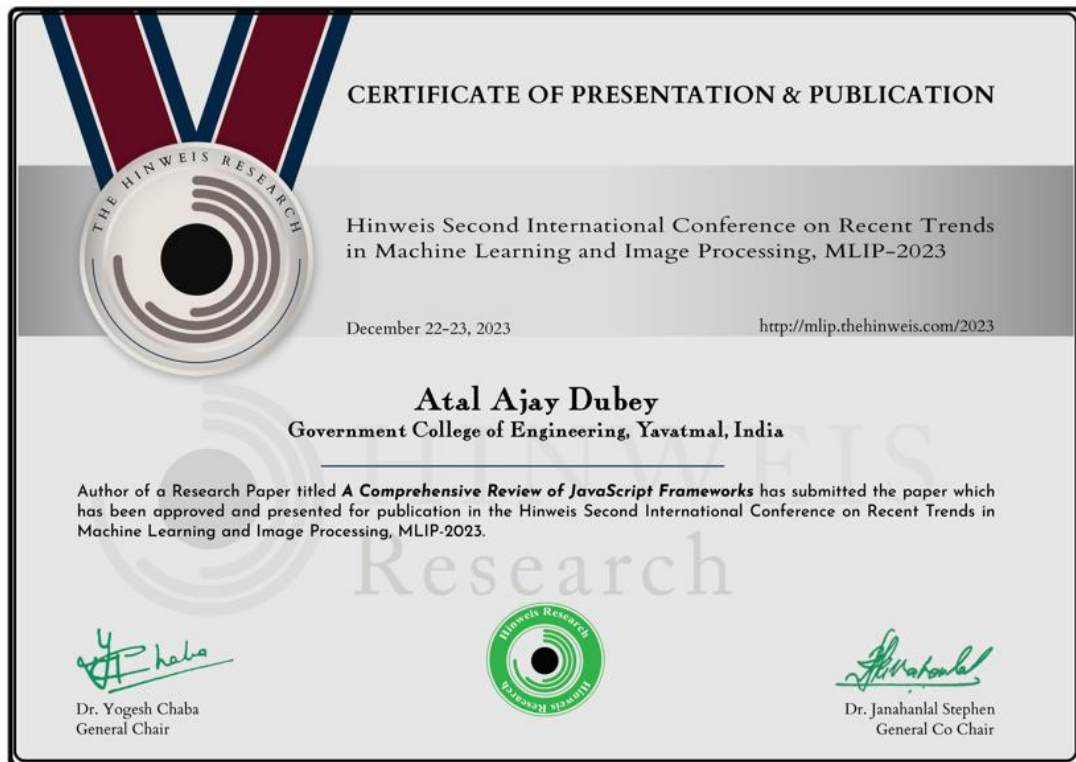 CERTIFICATE OF PRESENTATION & PUBLICATION
THE HINWEIS RESEARCH
Hinweis Second International Conference on Recent Trends
in Machine Learning and Image Processing, MLIP-2023
December 22-23, 2023
http://mlip.thehinweis.com/2023
Atal Ajay Dubey
Government College of Engineering, Yavatmal, India
HINWEIS
Research
Author of a Research Paper titled A Comprehensive Review of JavaScript Frameworks has submitted the paper which
has been approved and presented for publication in the Hinweis Second International Conference on Recent Trends in
Machine Learning and Image Processing, MLIP-2023.
Hinweis Research
Hinweis Research
Dr. Yogesh Chaba
General Chair
Dr. Janahanlal Stephen
General Co Chair